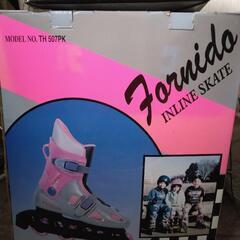 MODEL NO. TH 507PK
Fornido
INLINE SKATE